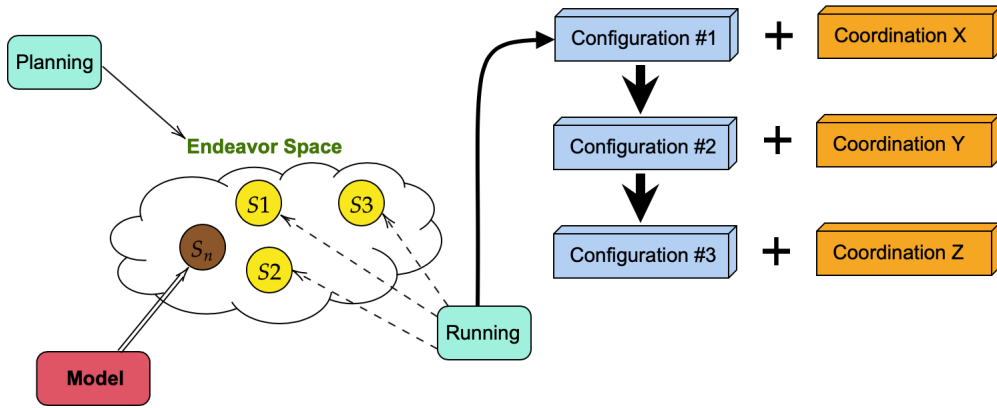 Configuration #1
+
Coordination X
Planning
Endeavor Space
Configuration #2
+
Coordination Y
S1
S3
S2
Sn
Configuration #3
+
Coordination Z
Running
Model